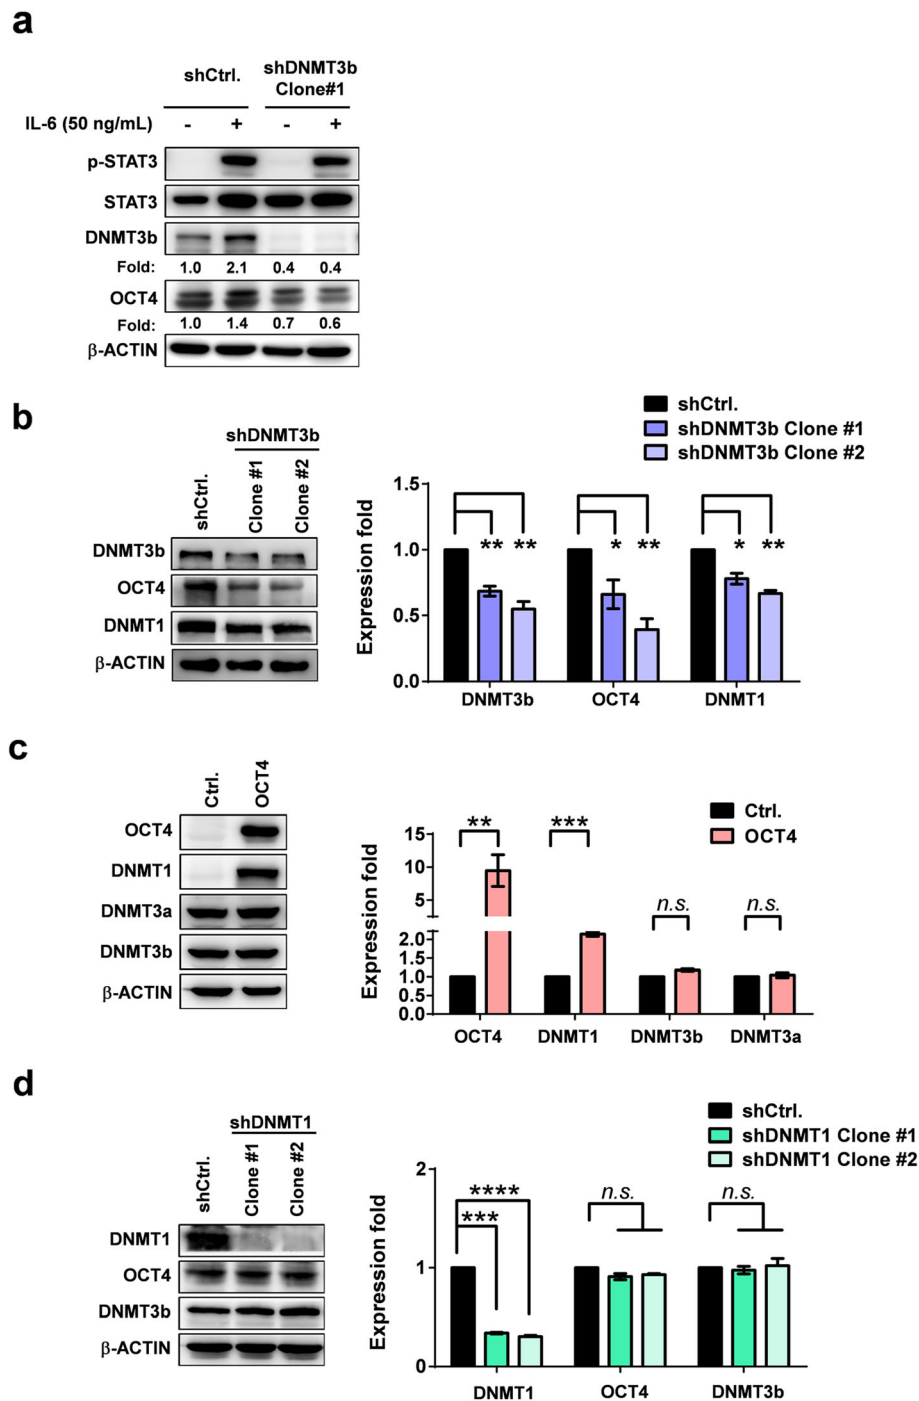 a
shCtrl. shDNMT3b
Clone#1
IL-6 (50 ng/mL) - + - +
p-STAT3
STAT3
DNMT3b
Fold: 1.0 2.1 0.4 0.4
OCT4
Fold: 1.0 1.4 0.7 0.6
β-ACTIN
b
shDNMT3b
shCtrl. Clone #1 Clone #2
DNMT3b
OCT4
DNMT1
β-ACTIN
shCtrl.
shDNMT3b Clone #1
shDNMT3b Clone #2
Expression fold
1.5
1.0
0.5
0.0
** ** * ** * **
DNMT3b OCT4 DNMT1
c
Ctrl. OCT4
OCT4
DNMT1
DNMT3a
DNMT3b
β-ACTIN
Ctrl.
OCT4
Expression fold
15
10
5
2.0
1.0
0.5
0.0
** *** n.s. n.s.
OCT4 DNMT1 DNMT3b DNMT3a
d
shDNMT1
shCtrl. Clone #1 Clone #2
DNMT1
OCT4
DNMT3b
β-ACTIN
shCtrl.
shDNMT1 Clone #1
shDNMT1 Clone #2
Expression fold
2
1
0
**** n.s. n.s.
***
DNMT1 OCT4 DNMT3b